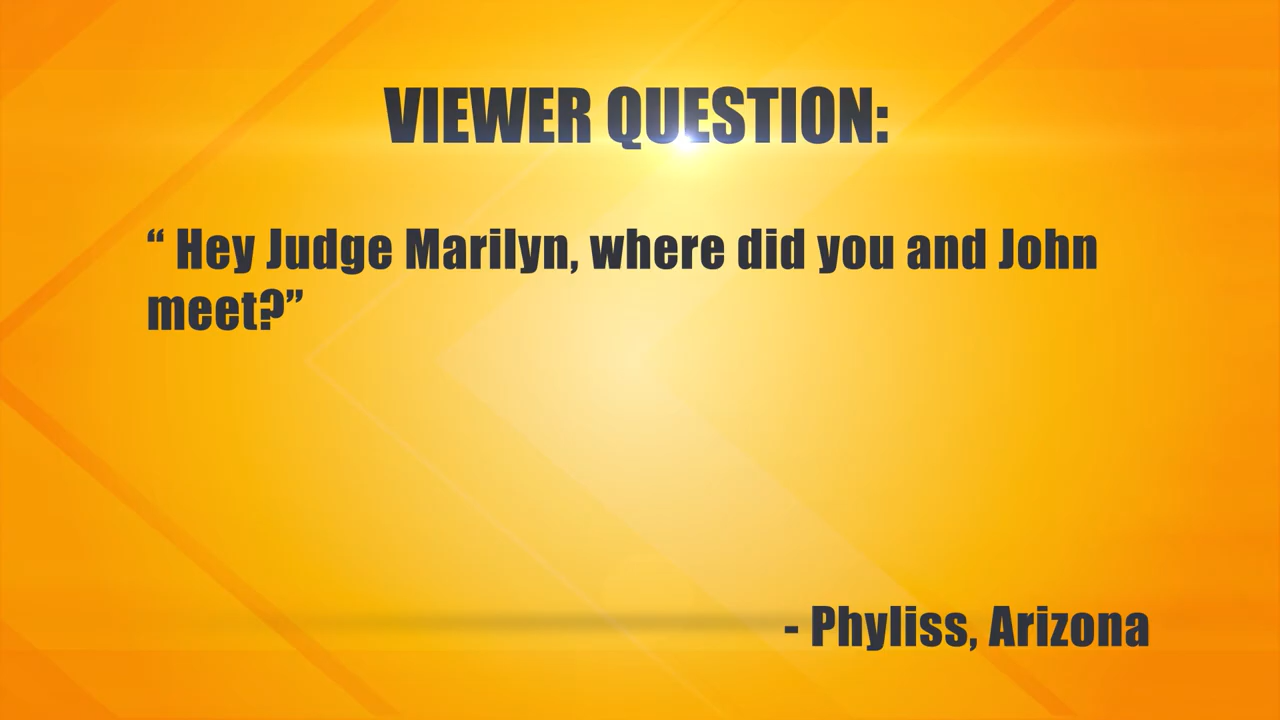 VIEWER QUESTION:
“ Hey Judge Marilyn, where did you and John
meet?”
- Phyliss, Arizona